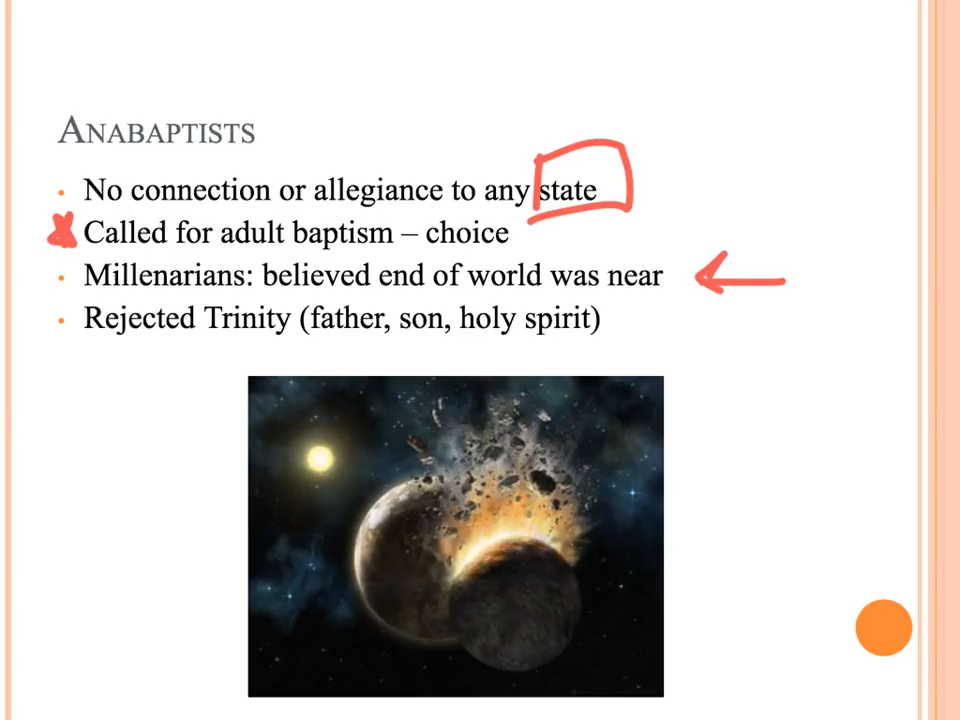 ANABAPTISTS
• No connection or allegiance to any state
Called for adult baptism – choice
• Millenarians: believed end of world was near
• Rejected Trinity (father, son, holy spirit)